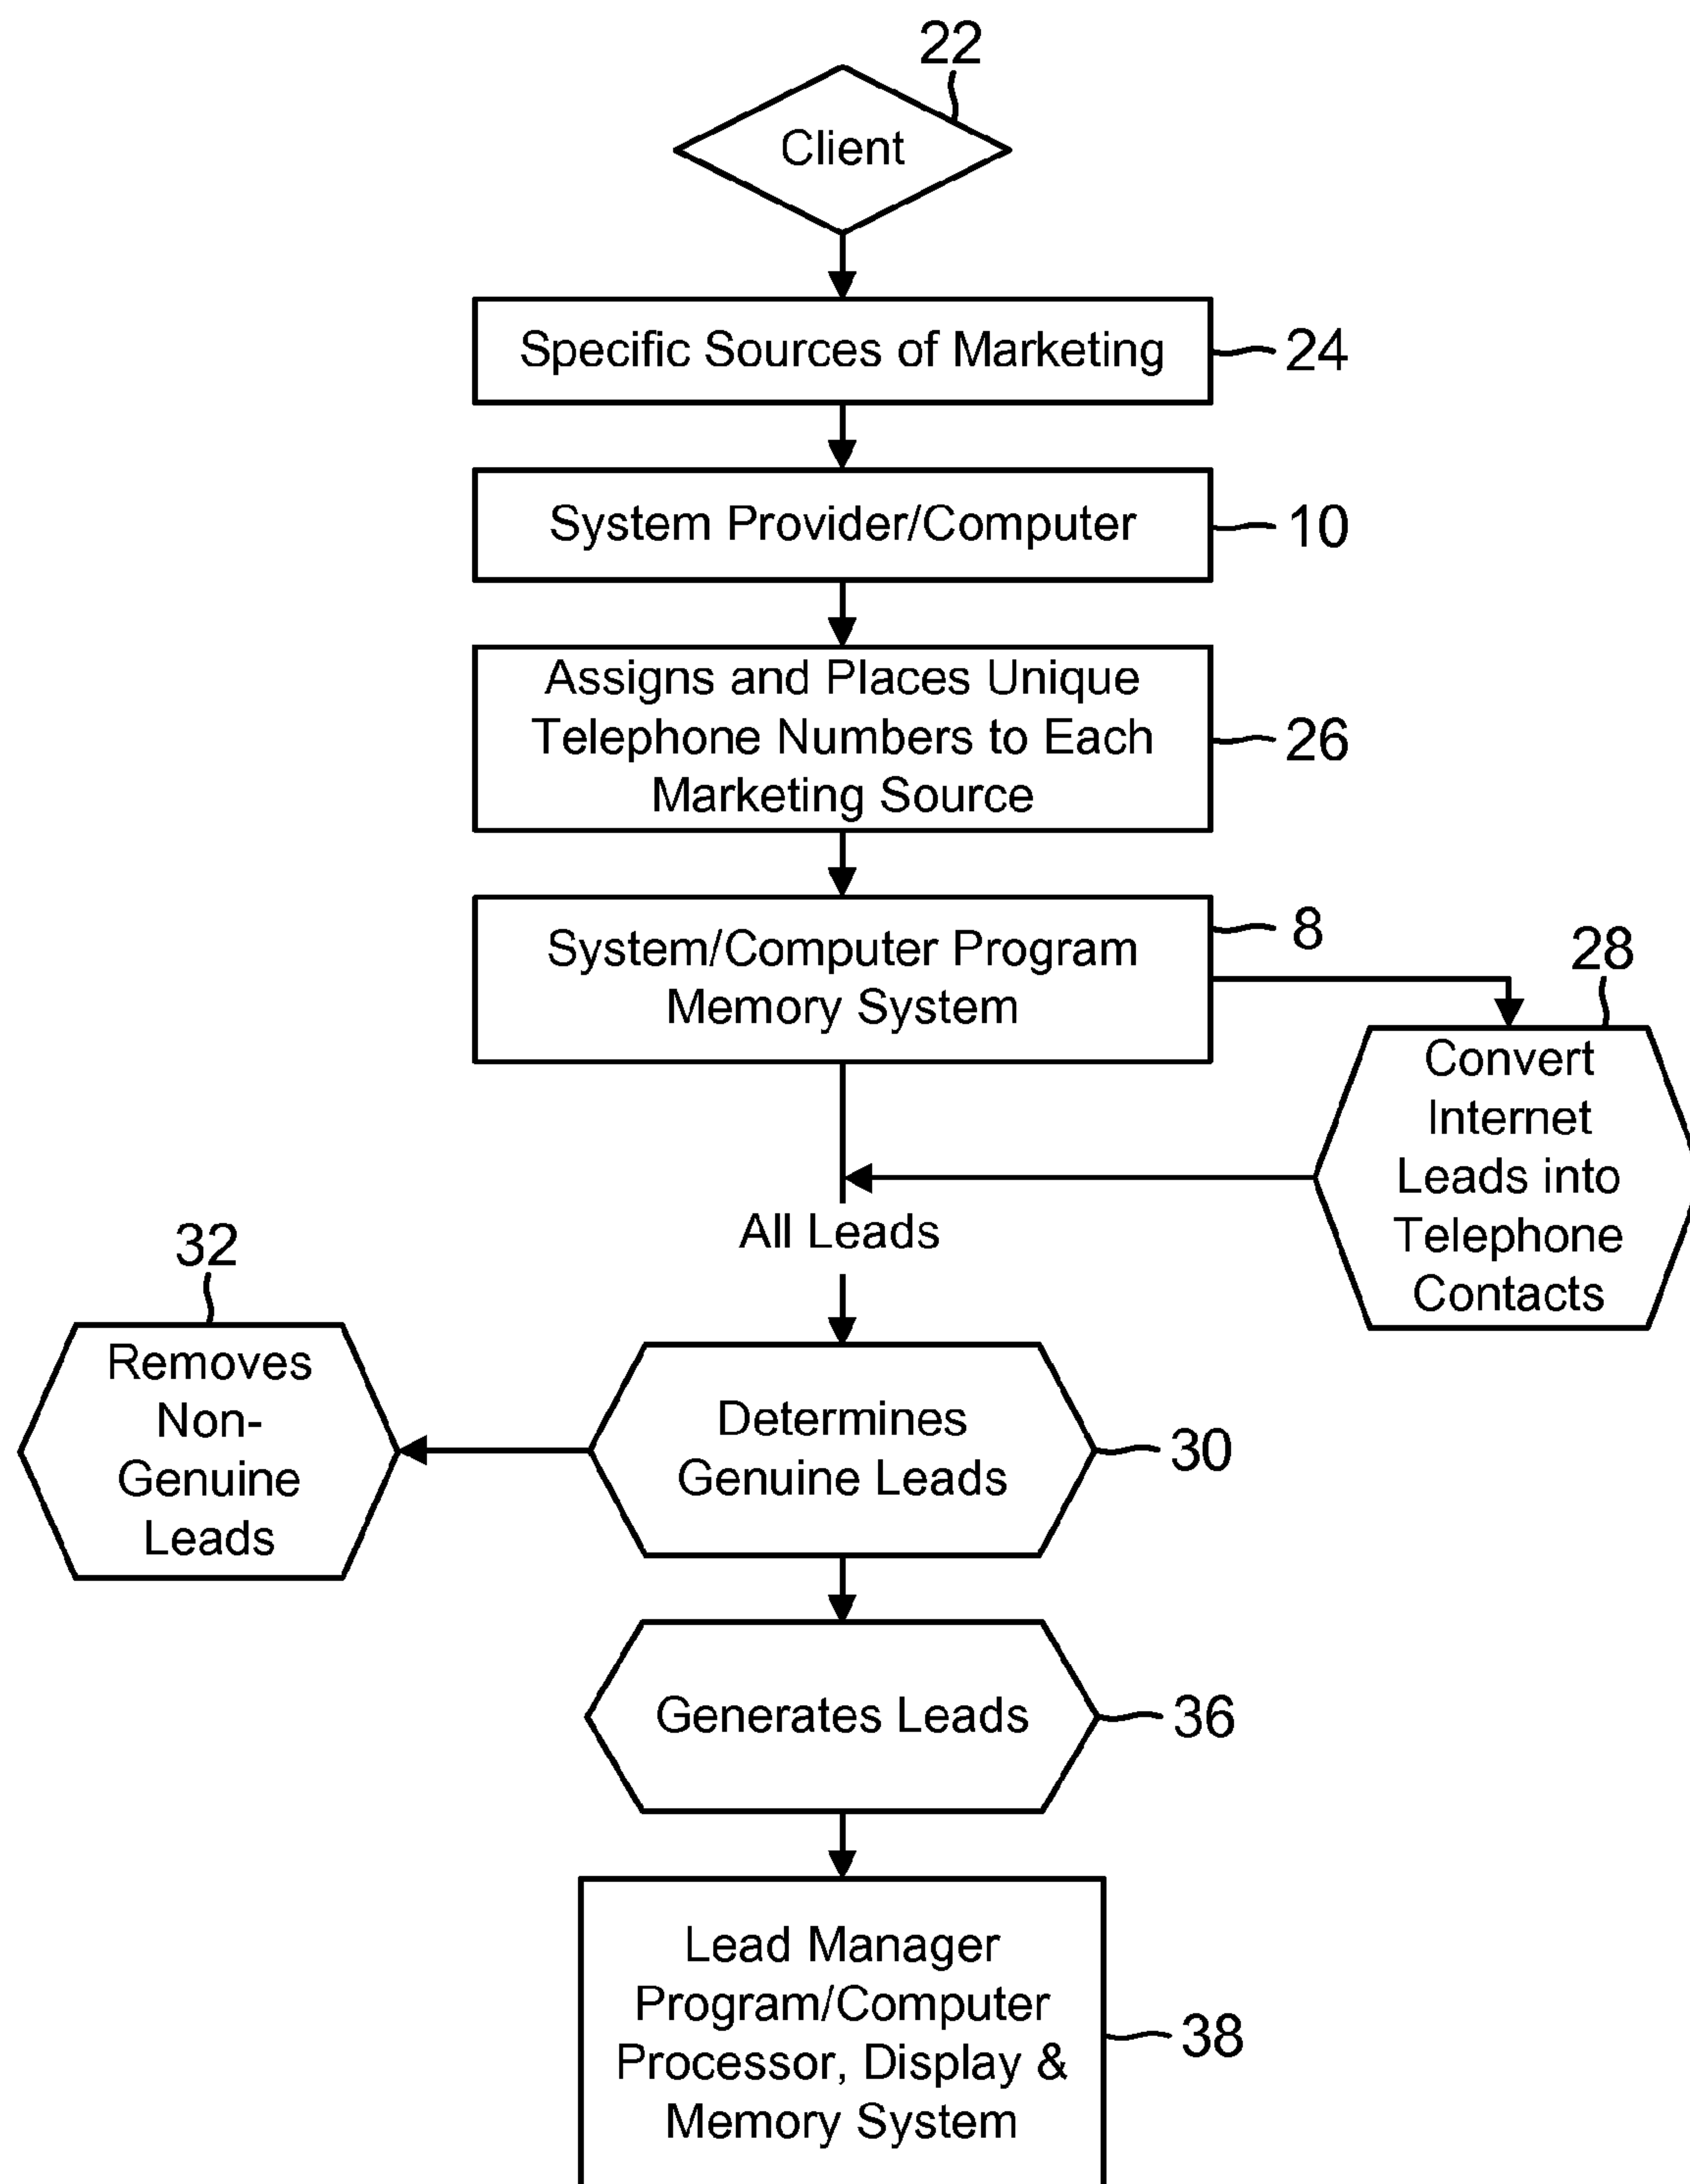 22
Client
Specific Sources of Marketing
24
System Provider/Computer
10
Assigns and Places Unique
Telephone Numbers to Each
Marketing Source
26
System/Computer Program
Memory System
8
28
Convert
Internet
Leads into
Telephone
Contacts
All Leads
32
Removes
Non-
Genuine
Leads
Determines
Genuine Leads
30
Generates Leads
36
Lead Manager
Program/Computer
Processor, Display &
Memory System
38